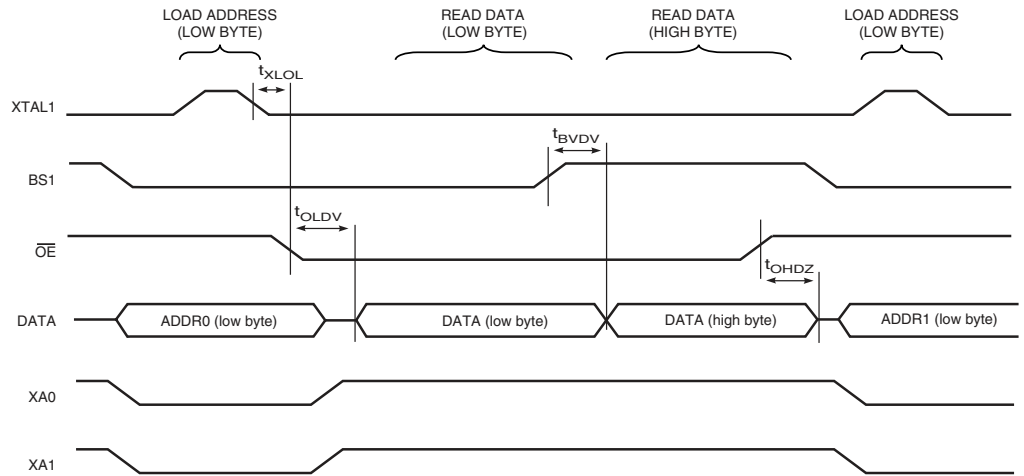 LOAD ADDRESS
(LOW BYTE)
READ DATA
(LOW BYTE)
READ DATA
(HIGH BYTE)
LOAD ADDRESS
(LOW BYTE)
tXLOL
XTAL1
tBVDV
BS1
tOLDV
OE
tOHDZ
DATA
ADDR0 (low byte)
DATA (low byte)
DATA (high byte)
ADDR1 (low byte)
XA0
XA1